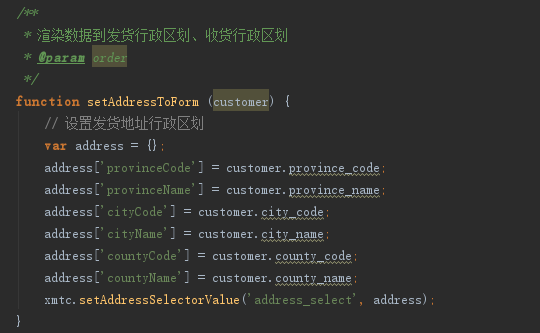 /**
* 渲染数据到发货行政区划、收货行政区划
* @param order
*/
function setAddressToForm (customer) {
// 设置发货地址行政区划
var address = {};
address['provinceCode'] = customer.province_code;
address['provinceName'] = customer.province_name;
address['cityCode'] = customer.city_code;
address['cityName'] = customer.city_name;
address['countyCode'] = customer.county_code;
address['countyName'] = customer.county_name;
xmtc.setAddressSelectorValue('address_select', address);
}